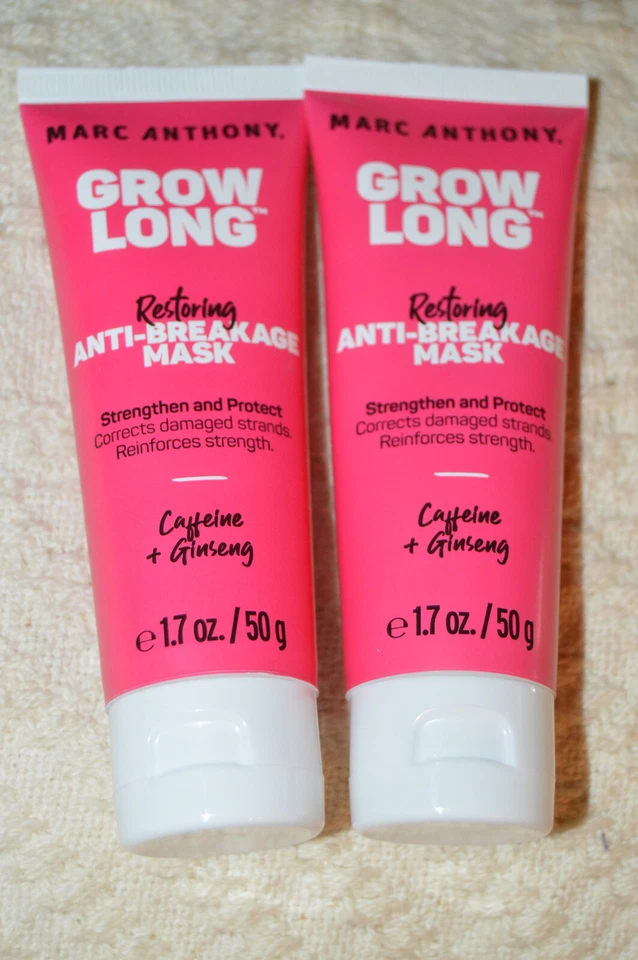 MARC ANTHONY.
GROW
LONG™
Restoring
ANTI-BREAKAGE
MASK
Strengthen and Protect
Corrects damaged strands.
Reinforces strength.
Caffeine
+ Ginseng
e 1.7 oz. / 50 g
MARC ANTHONY.
GROW
LONG™
Restoring
ANTI-BREAKAGE
MASK
Strengthen and Protect
Corrects damaged strands.
Reinforces strength.
Caffeine
+ Ginseng
e 1.7 oz. / 50 g